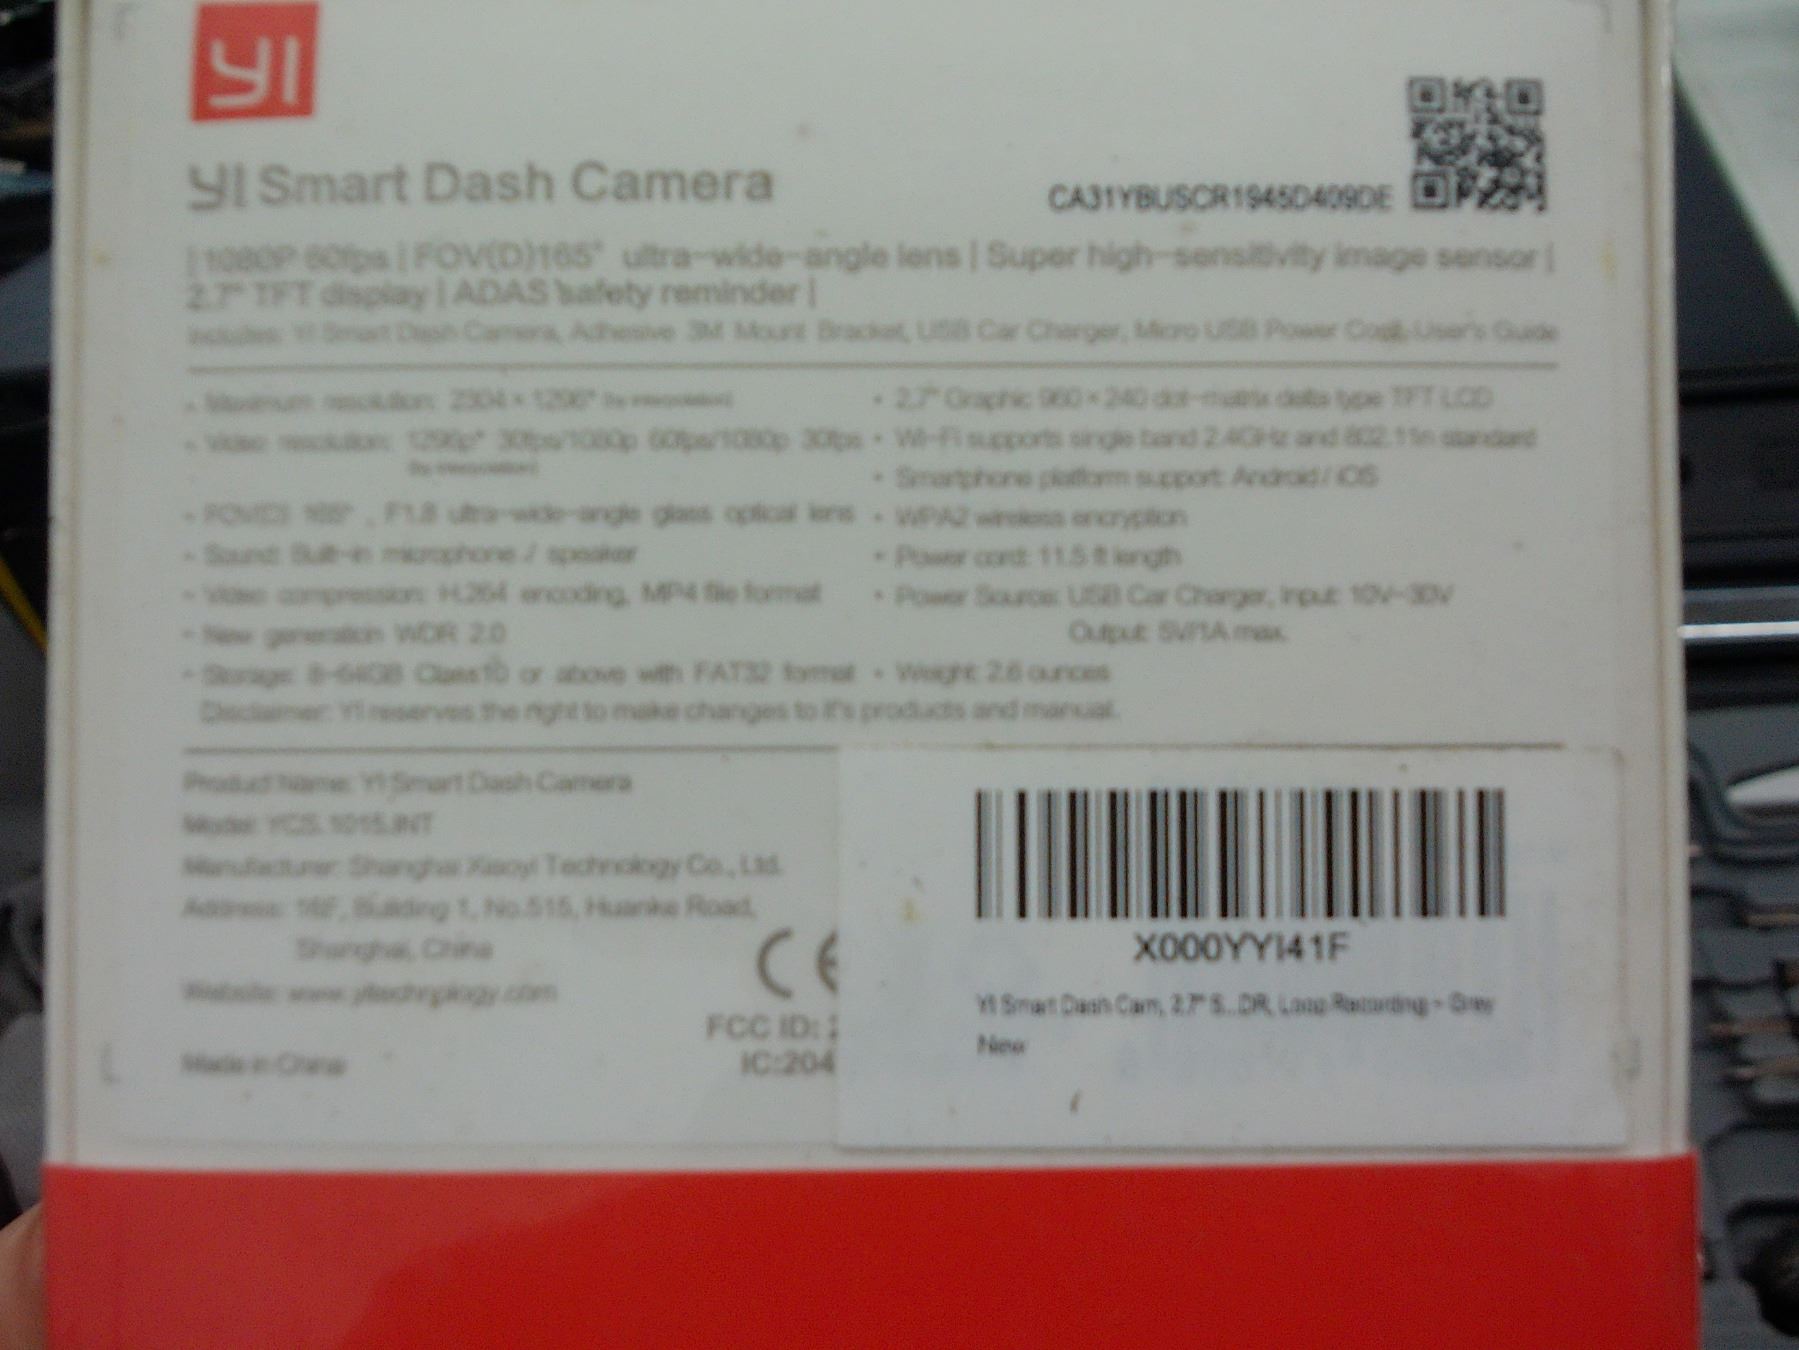 YI
YI Smart Dash Camera
CA31YBUSCR1945D409DE
| 1080P 60fps | FOV(D)165° ultra-wide-angle lens | Super high-sensitivity image sensor |
2.7" TFT display | ADAS safety reminder |
Includes: YI Smart Dash Camera, Adhesive 3M Mount Bracket, USB Car Charger, Micro USB Power Cord, User's Guide
• Maximum resolution: 2304 × 1296* (by interpolation)
• Video resolution: 1296p* 30fps/1080p 60fps/1080p 30fps
(by interpolation)
• FOV(D) 165° , F1.8 ultra-wide-angle glass optical lens
• Sound: Built-in microphone / speaker
• Video compression: H.264 encoding, MP4 file format
• New generation WDR 2.0
• Storage: 8-64GB Class10 or above with FAT32 format
• 2.7" Graphic 960 × 240 dot-matrix delta type TFT LCD
• Wi-Fi supports single band 2.4GHz and 802.11n standard
• Smartphone platform support: Android / iOS
• WPA2 wireless encryption
• Power cord: 11.5 ft length
• Power Source: USB Car Charger, Input: 10V-30V
Output: 5V/1A max.
• Weight: 2.6 ounces
Disclaimer: YI reserves the right to make changes to it's products and manual.
Product Name: YI Smart Dash Camera
Model: YCS.1015.INT
Manufacturer: Shanghai Xiaoyi Technology Co., Ltd.
Address: 16F, Building 1, No.515, Huanke Road,
Shanghai, China
Website: www.yitechnology.com
Made in China
CE
FCC ID: 2
IC:204
X000YYI41F
YI Smart Dash Cam, 2.7" S...DR, Loop Recording - Grey
New